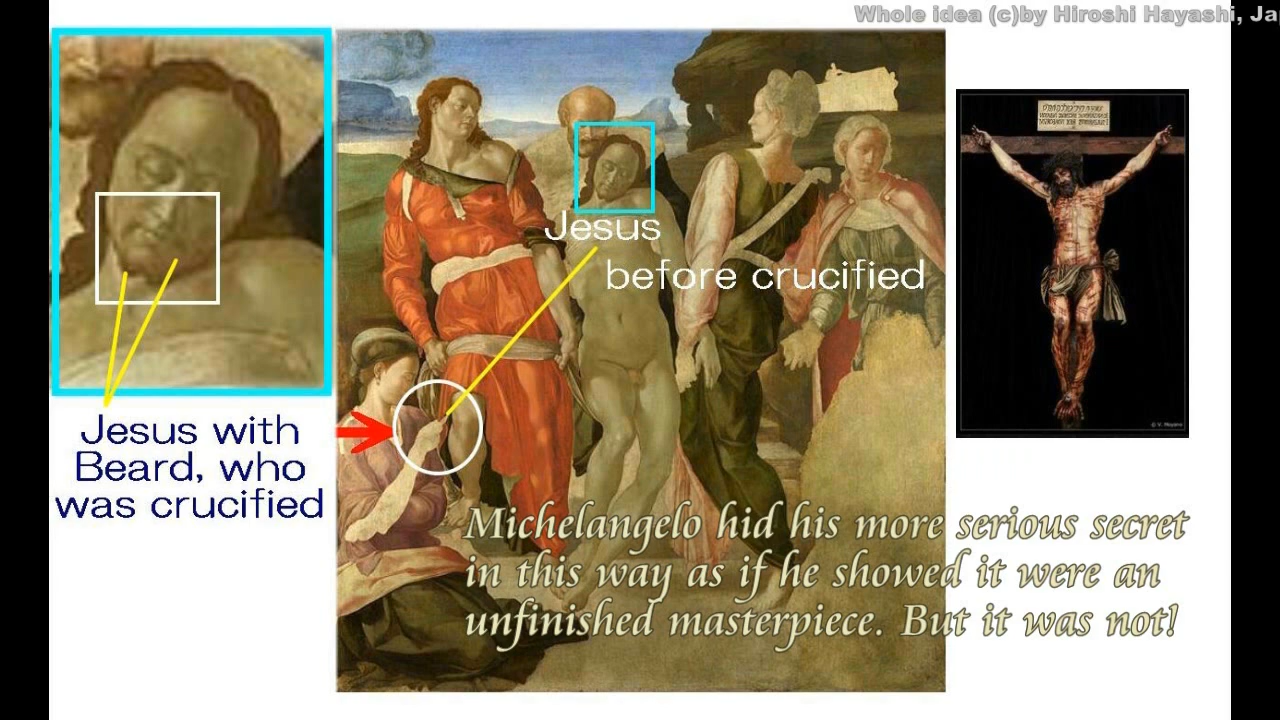 Whole idea (c)by Hiroshi Hayashi, Ja
Jesus
before crucified
Jesus with
Beard, who
was crucified
Michelangelo hid his more serious secret
in this way as if he showed it were an
unfinished masterpiece. But it was not!